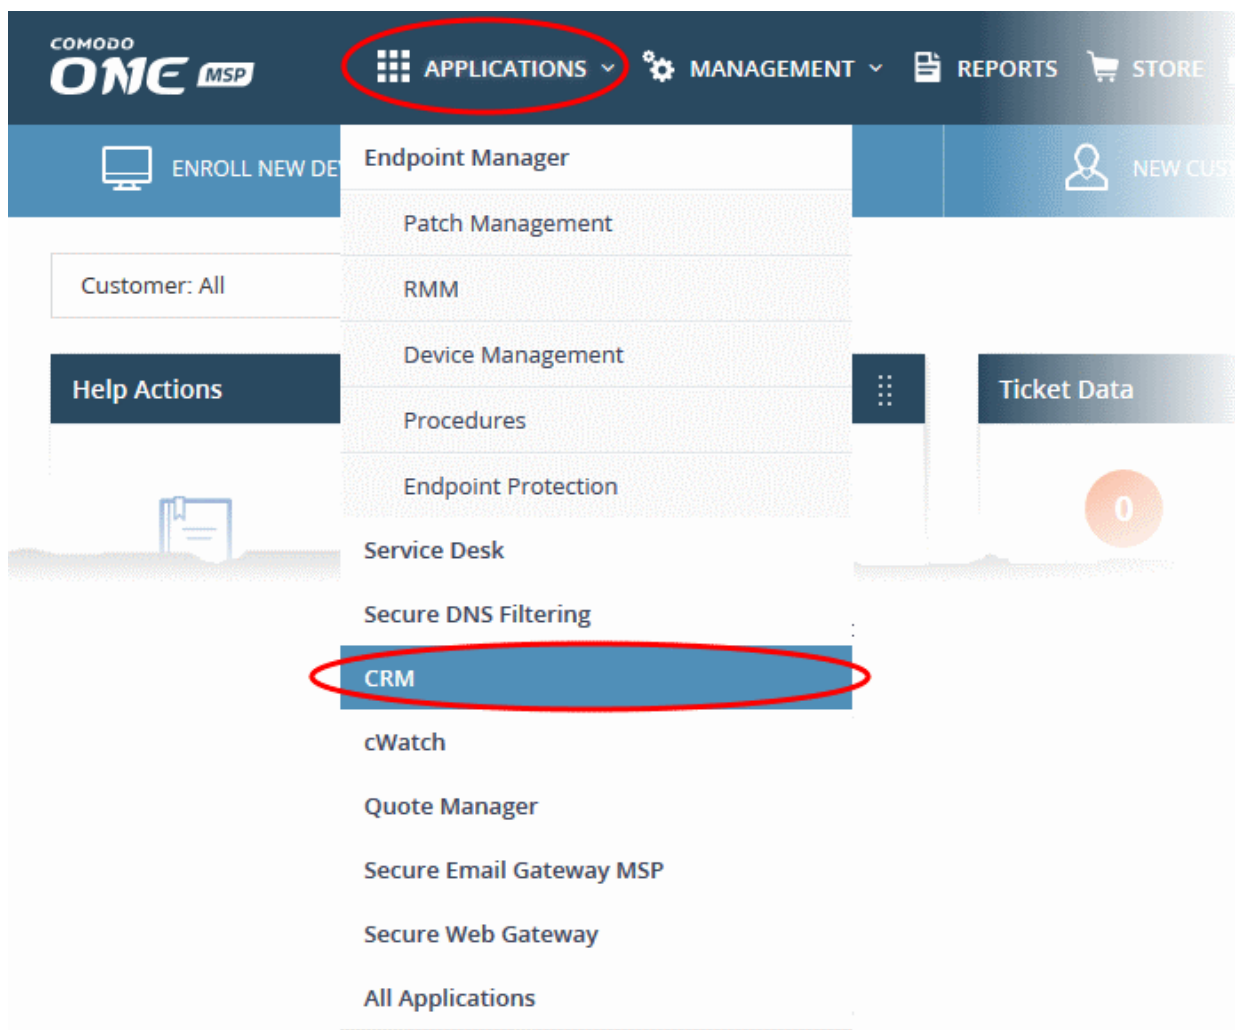 COMODO
ONE MSP
APPLICATIONS
MANAGEMENT
REPORTS
STORE
ENROLL NEW DE
NEW CUST
Endpoint Manager
Patch Management
Customer: All
RMM
Device Management
Help Actions
Ticket Data
Procedures
Endpoint Protection
0
Service Desk
Secure DNS Filtering
CRM
cWatch
Quote Manager
Secure Email Gateway MSP
Secure Web Gateway
All Applications